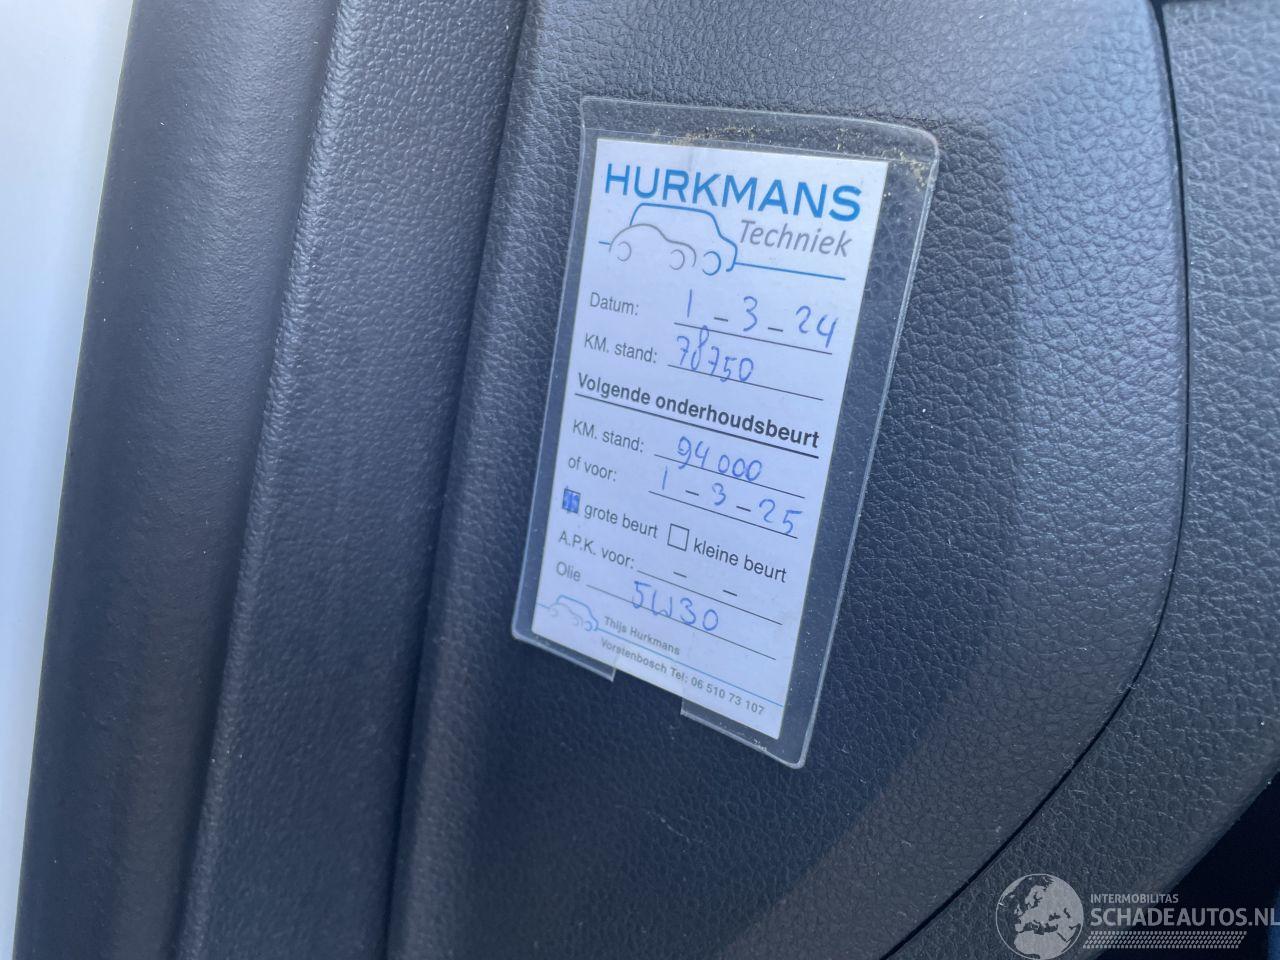 HURKMANS
Techniek
Datum: 1 - 3 - 24
KM. stand: 78750
Volgende onderhoudsbeurt
KM. stand: 94000
of voor: 1 - 3 - 25
grote beurt kleine beurt
A.P.K. voor: - -
Olie 5W30
Thijs Hurkmans
Vorstenbosch Tel: 06 510 73 107
INTERMOBILITAS
SCHADEAUTOS.NL